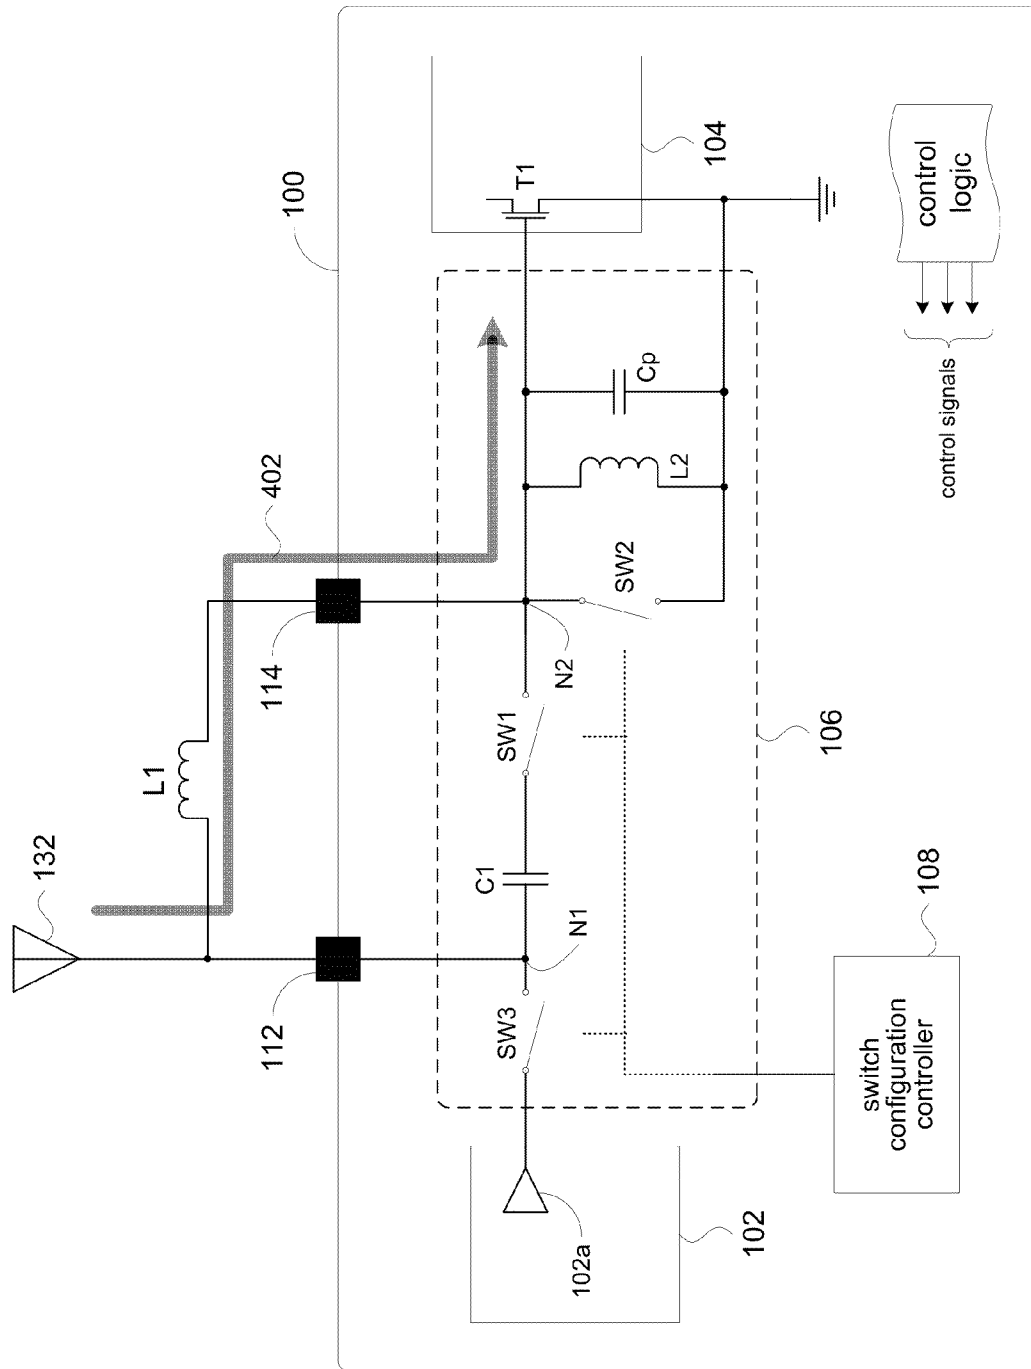 132
L1
402
100
112
114
102
102a
SW3
N1
C1
SW1
N2
SW2
L2
Cp
T1
104
106
switch
configuration
controller
108
control signals
control
logic